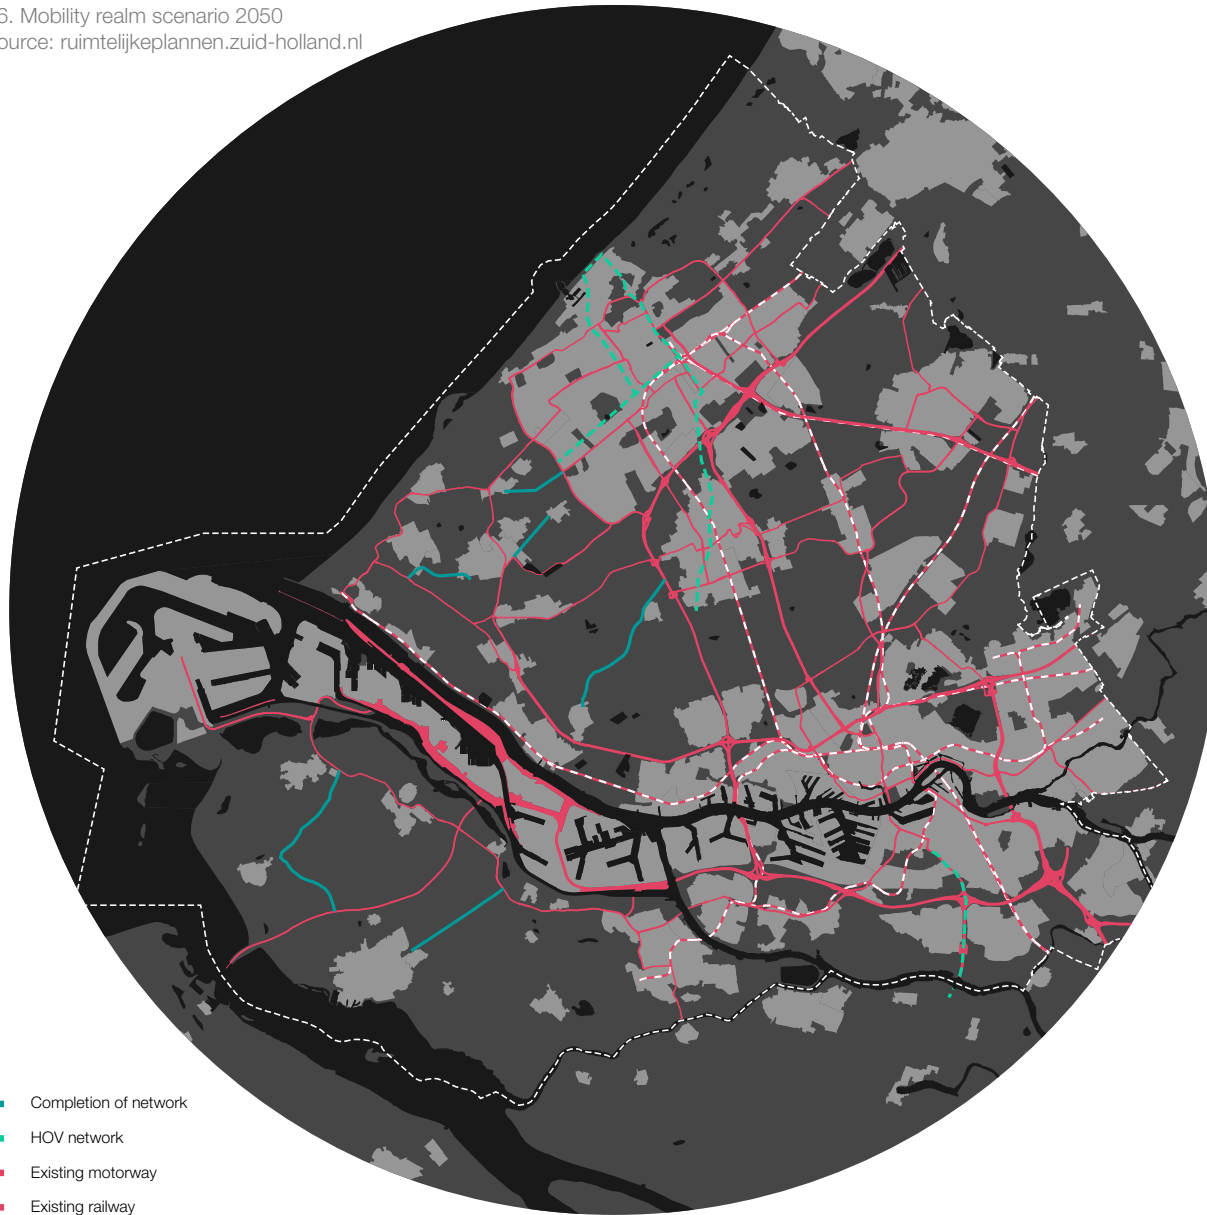 6. Mobility realm scenario 2050
ource: ruimtelijkeplannen.zuid-holland.nl
Completion of network
HOV network
Existing motorway
Existing railway